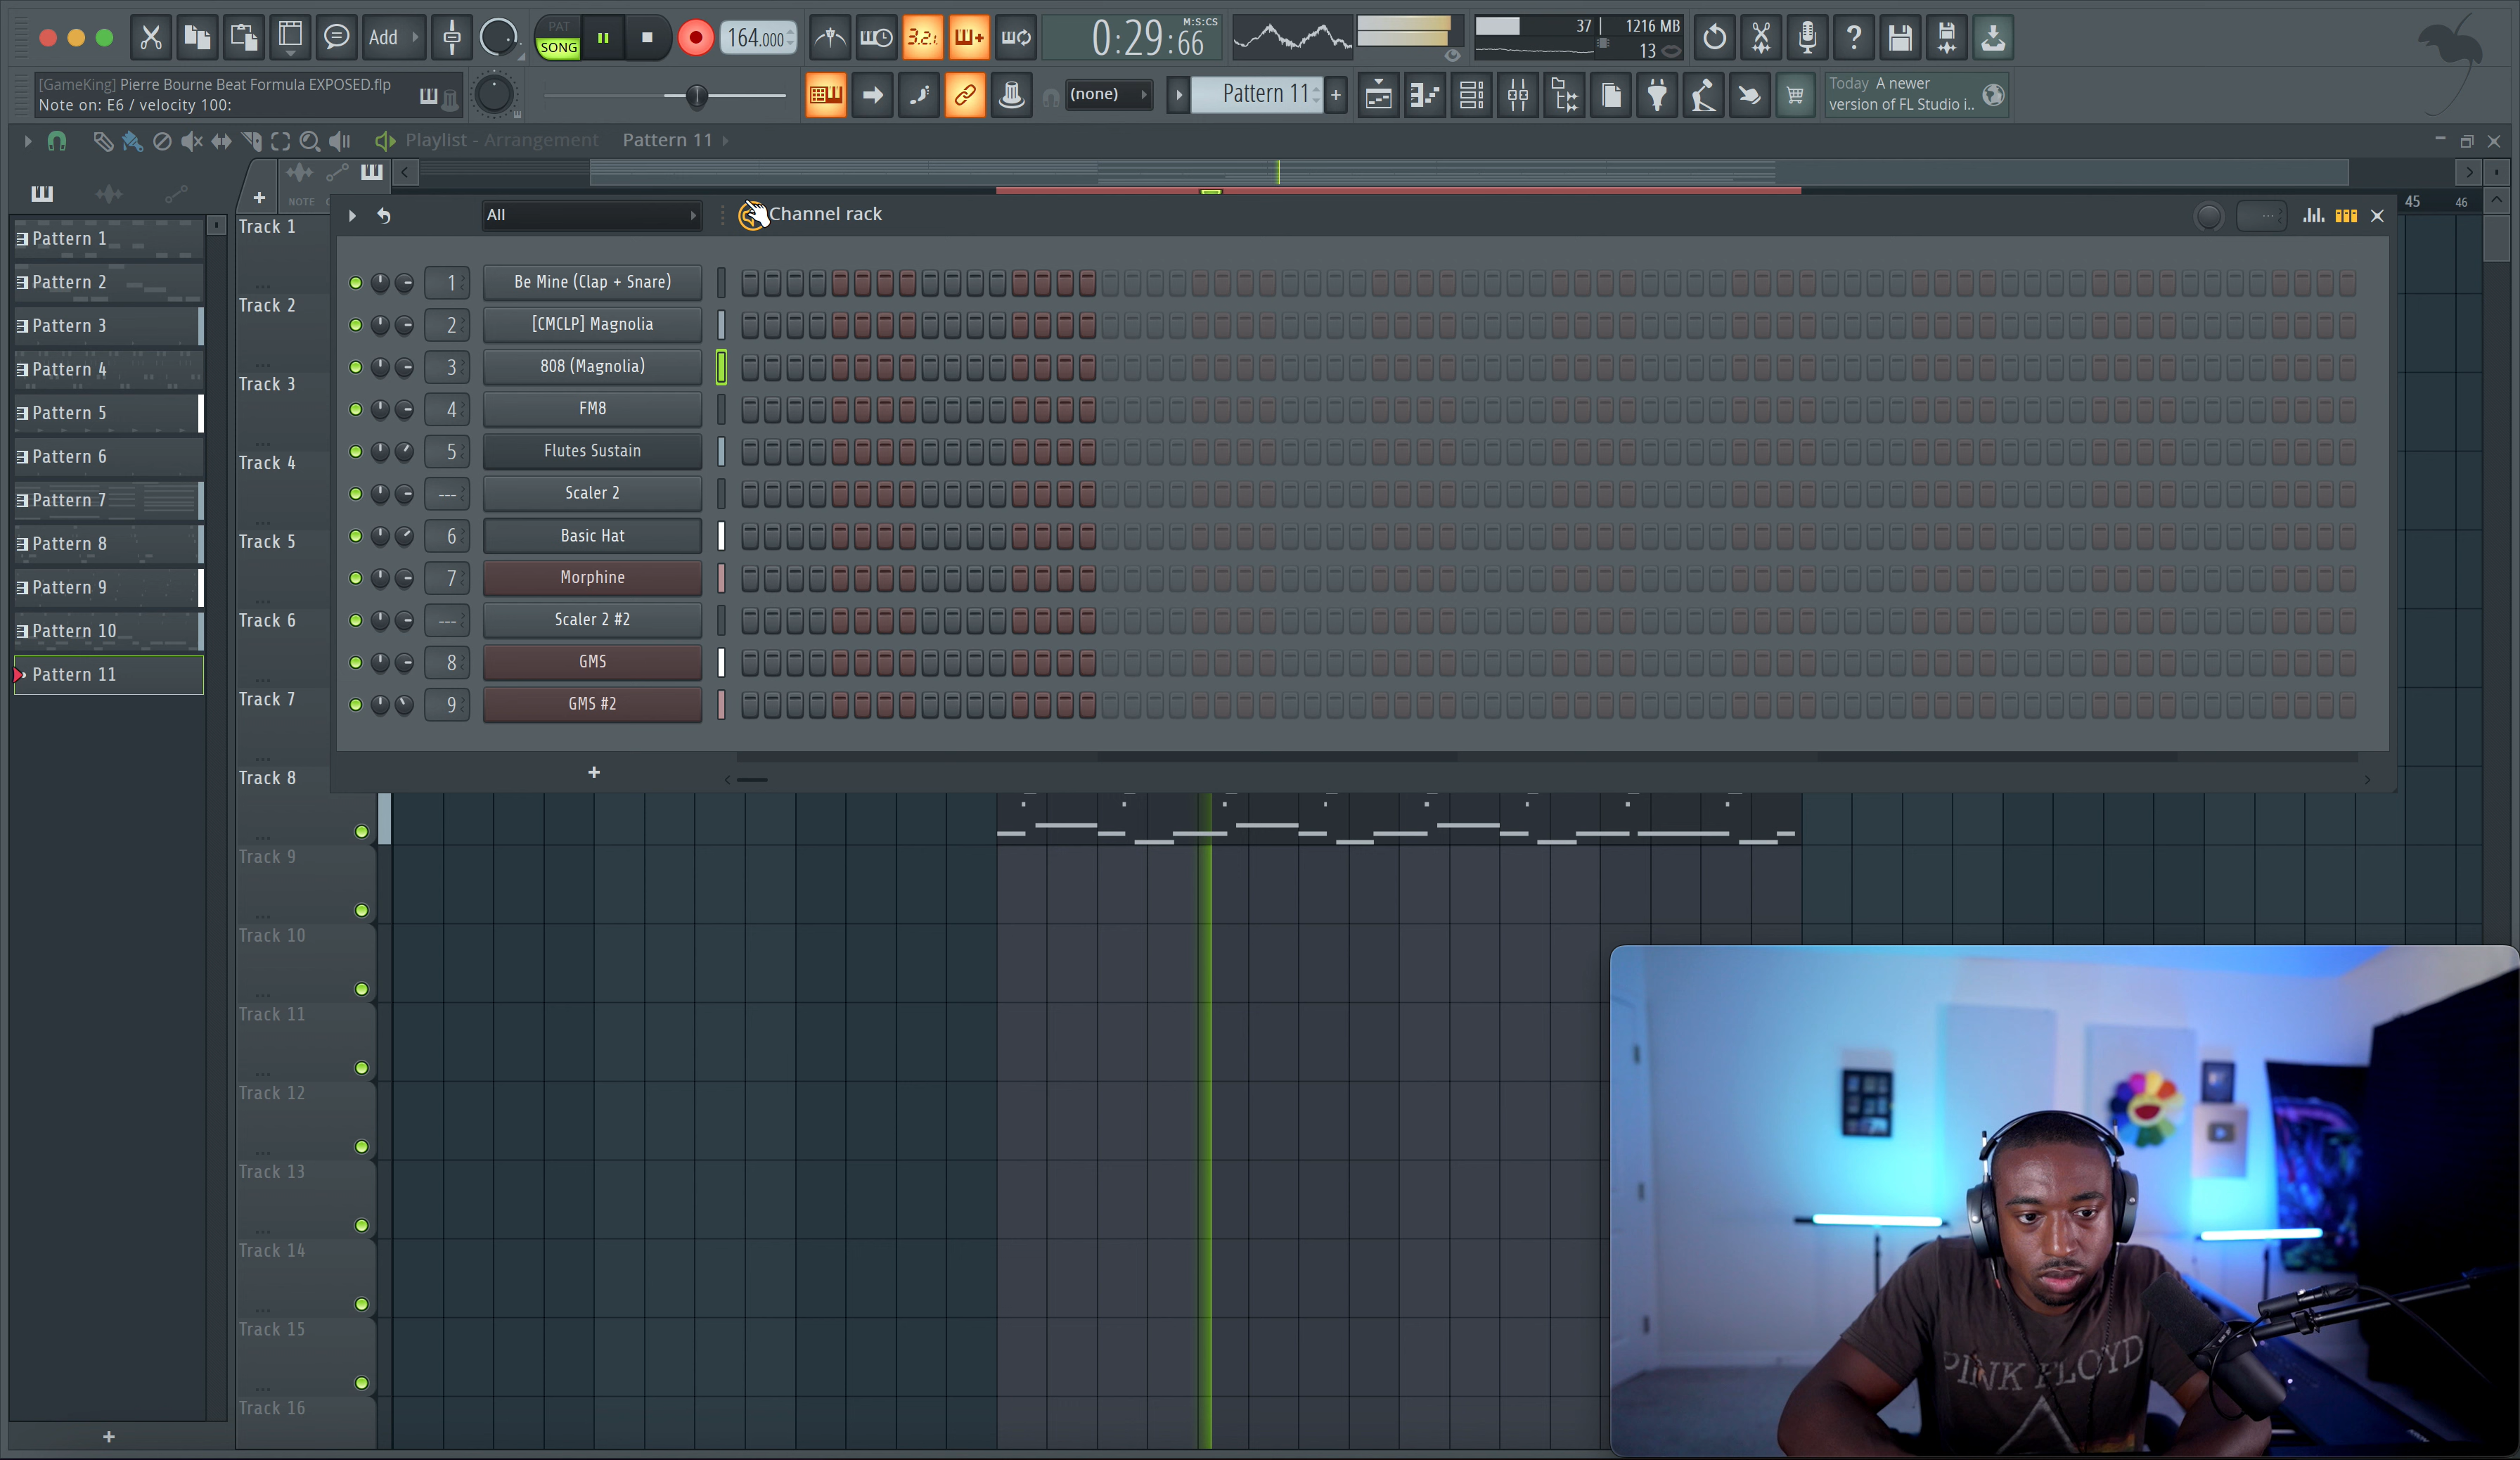 PAT
SONG
Add
164.000
3.2.
0:29:66
M:S:CS
37
1216 MB
13
[GameKing] Pierre Bourne Beat Formula EXPOSED.flp
Note on: E6 / velocity 100:
(none)
Pattern 11
Today A newer
version of FL Studio i..
Playlist - Arrangement
Pattern 11
NOTE
45
46
All
Channel rack
Pattern 1
Pattern 2
Pattern 3
Pattern 4
Pattern 5
Pattern 6
Pattern 7
Pattern 8
Pattern 9
Pattern 10
Pattern 11
Track 1
Track 2
Track 3
Track 4
Track 5
Track 6
Track 7
Track 8
Track 9
Track 10
Track 11
Track 12
Track 13
Track 14
Track 15
Track 16
1 Be Mine (Clap + Snare)
2 [CMCLP] Magnolia
3 808 (Magnolia)
4 FM8
5 Flutes Sustain
--- Scaler 2
6 Basic Hat
7 Morphine
--- Scaler 2 #2
8 GMS
9 GMS #2
PINK FLOYD